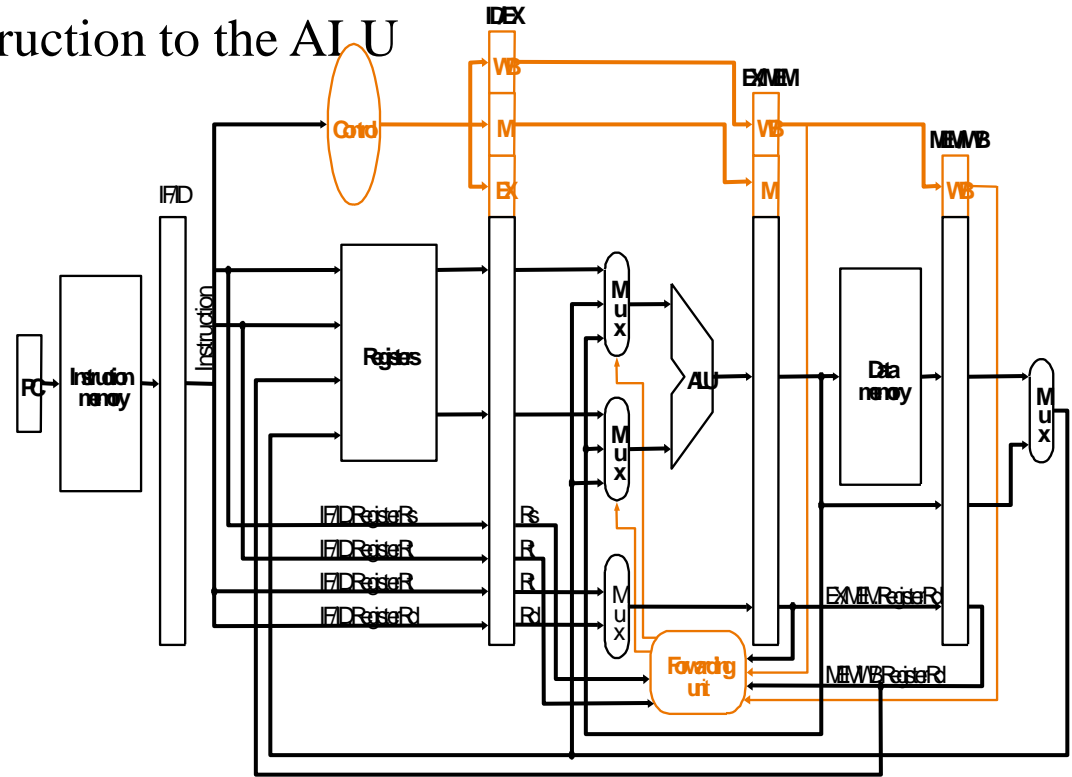 ruction to the ALU
ID/EX
WB
EX/MEM
Control
M
WB
MEM/WB
IF/ID
EX
M
WB
Instruction
M
u
x
Registers
PC
Instruction
memory
ALU
Data
memory
M
u
x
M
u
x
IF/ID.RegisterRs
Rs
IF/ID.RegisterRt
Rt
IF/ID.RegisterRt
Rt
IF/ID.RegisterRd
Rd
M
u
x
EX/MEM.RegisterRd
Forwarding
unit
MEM/WB.RegisterRd